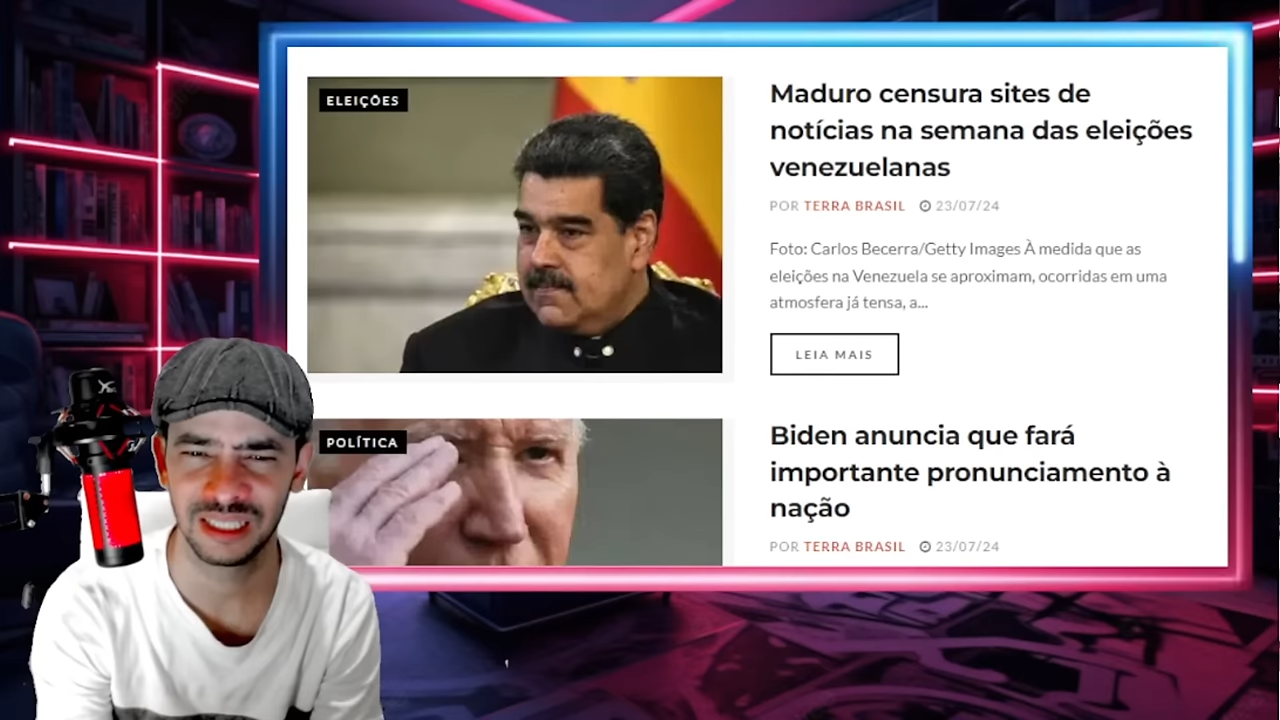 ELEIÇÕES
Maduro censura sites de
notícias na semana das eleições
venezuelanas
POR TERRA BRASIL 23/07/24
Foto: Carlos Becerra/Getty Images À medida que as
eleições na Venezuela se aproximam, ocorridas em uma
atmosfera já tensa, a...
LEIA MAIS
POLÍTICA
Biden anuncia que fará
importante pronunciamento à
nação
POR TERRA BRASIL 23/07/24